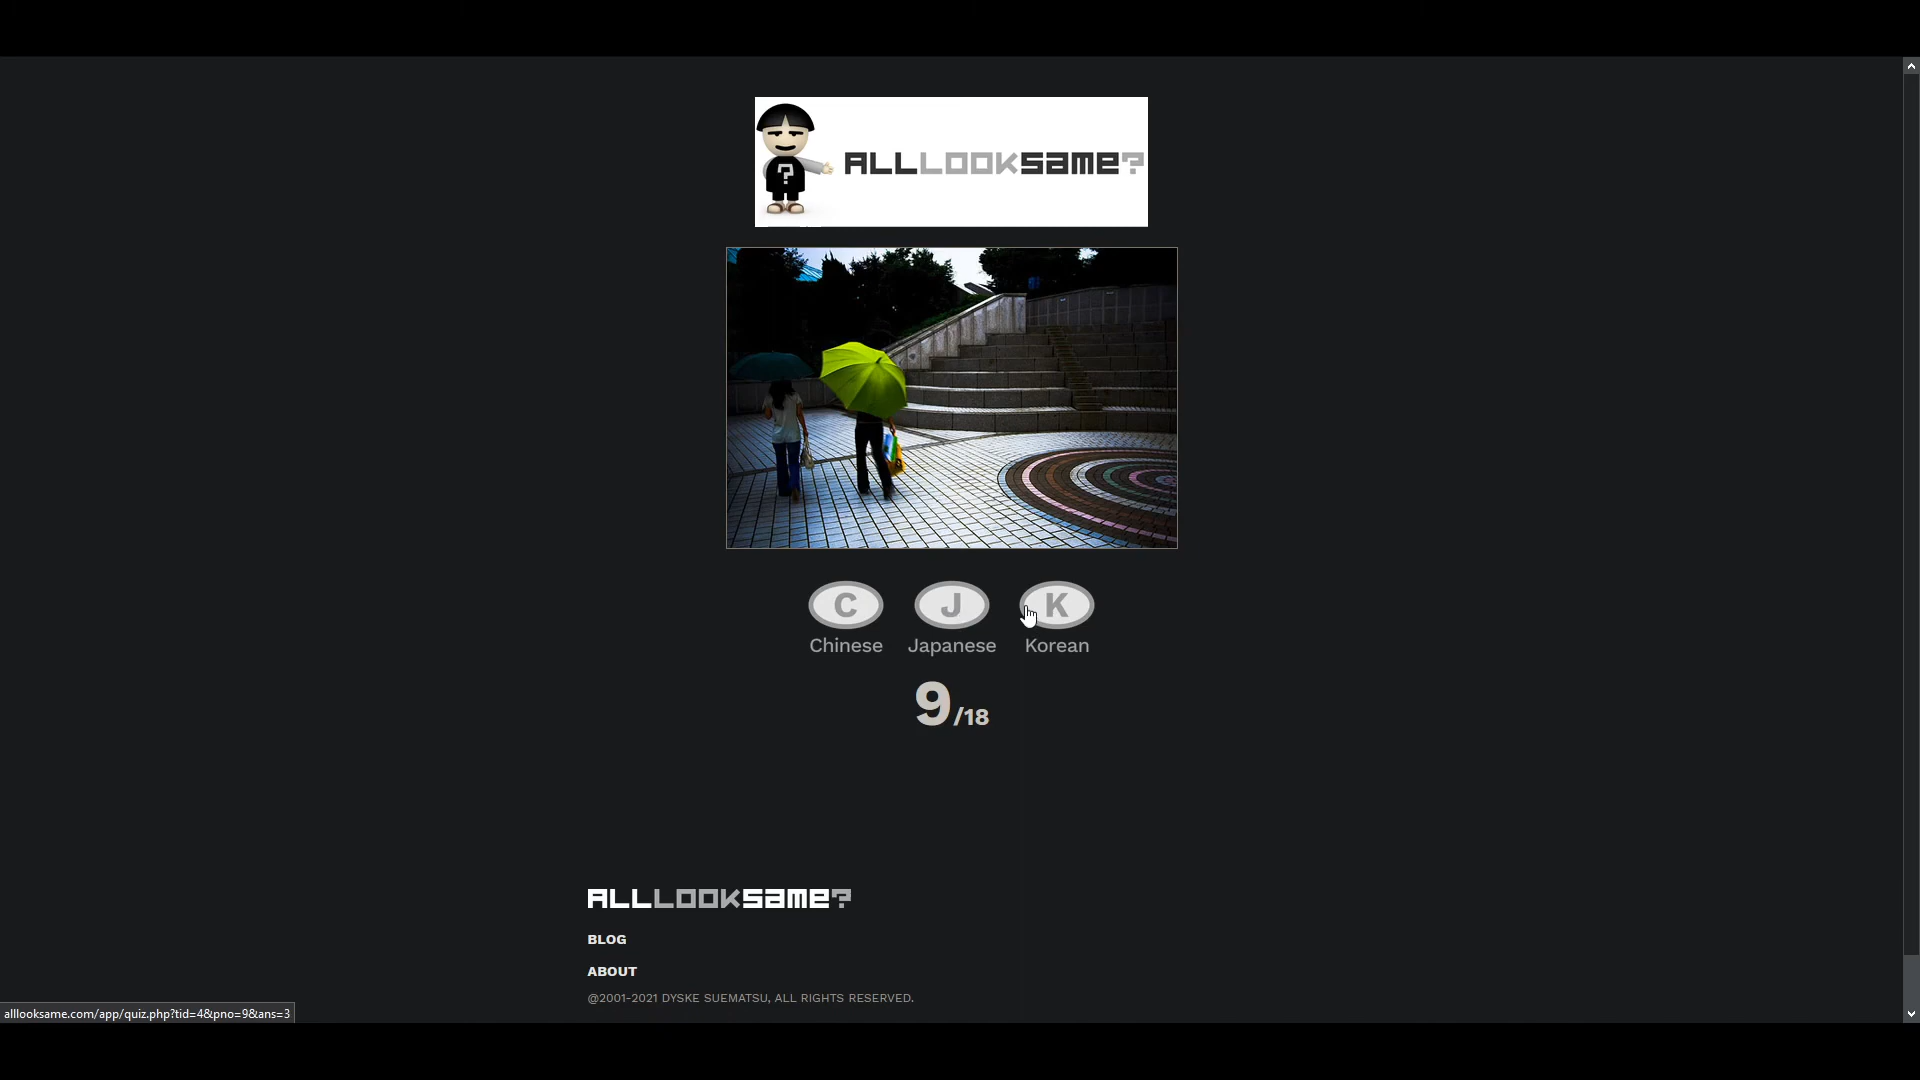 ?
ALLLOOKSAME?
C J K
Chinese Japanese Korean
9/18
ALLLOOKSAME?
BLOG
ABOUT
@2001-2021 DYSKE SUEMATSU, ALL RIGHTS RESERVED.
alllooksame.com/app/quiz.php?tid=4&pno=9&ans=3